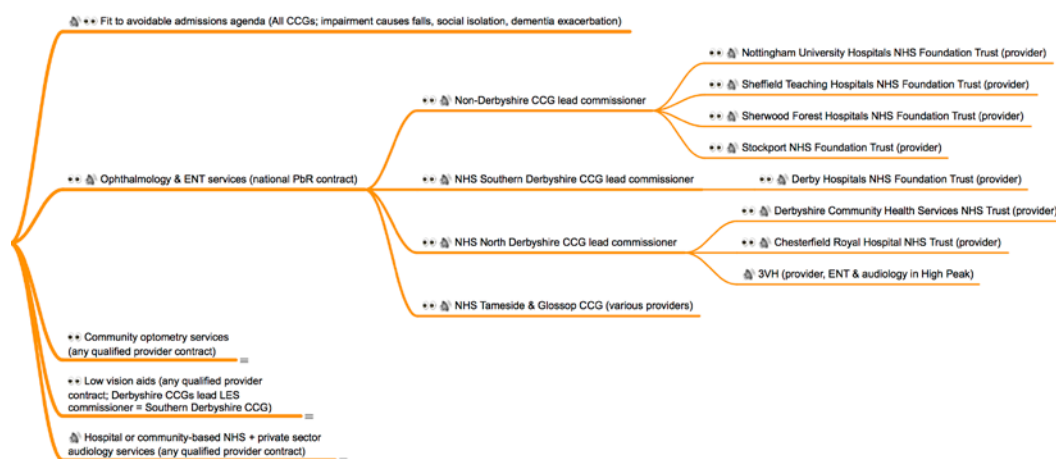 Fit to avoidable admissions agenda (All CCGs; impairment causes falls, social isolation, dementia exacerbation)
Ophthalmology & ENT services (national PbR contract)
Non-Derbyshire CCG lead commissioner
Nottingham University Hospitals NHS Foundation Trust (provider)
Sheffield Teaching Hospitals NHS Foundation Trust (provider)
Sherwood Forest Hospitals NHS Foundation Trust (provider)
Stockport NHS Foundation Trust (provider)
NHS Southern Derbyshire CCG lead commissioner
Derby Hospitals NHS Foundation Trust (provider)
NHS North Derbyshire CCG lead commissioner
Derbyshire Community Health Services NHS Trust (provider)
Chesterfield Royal Hospital NHS Trust (provider)
3VH (provider, ENT & audiology in High Peak)
NHS Tameside & Glossop CCG (various providers)
Community optometry services
(any qualified provider contract)
Low vision aids (any qualified provider
contract; Derbyshire CCGs lead LES
commissioner = Southern Derbyshire CCG)
Hospital or community-based NHS + private sector
audiology services (any qualified provider contract)